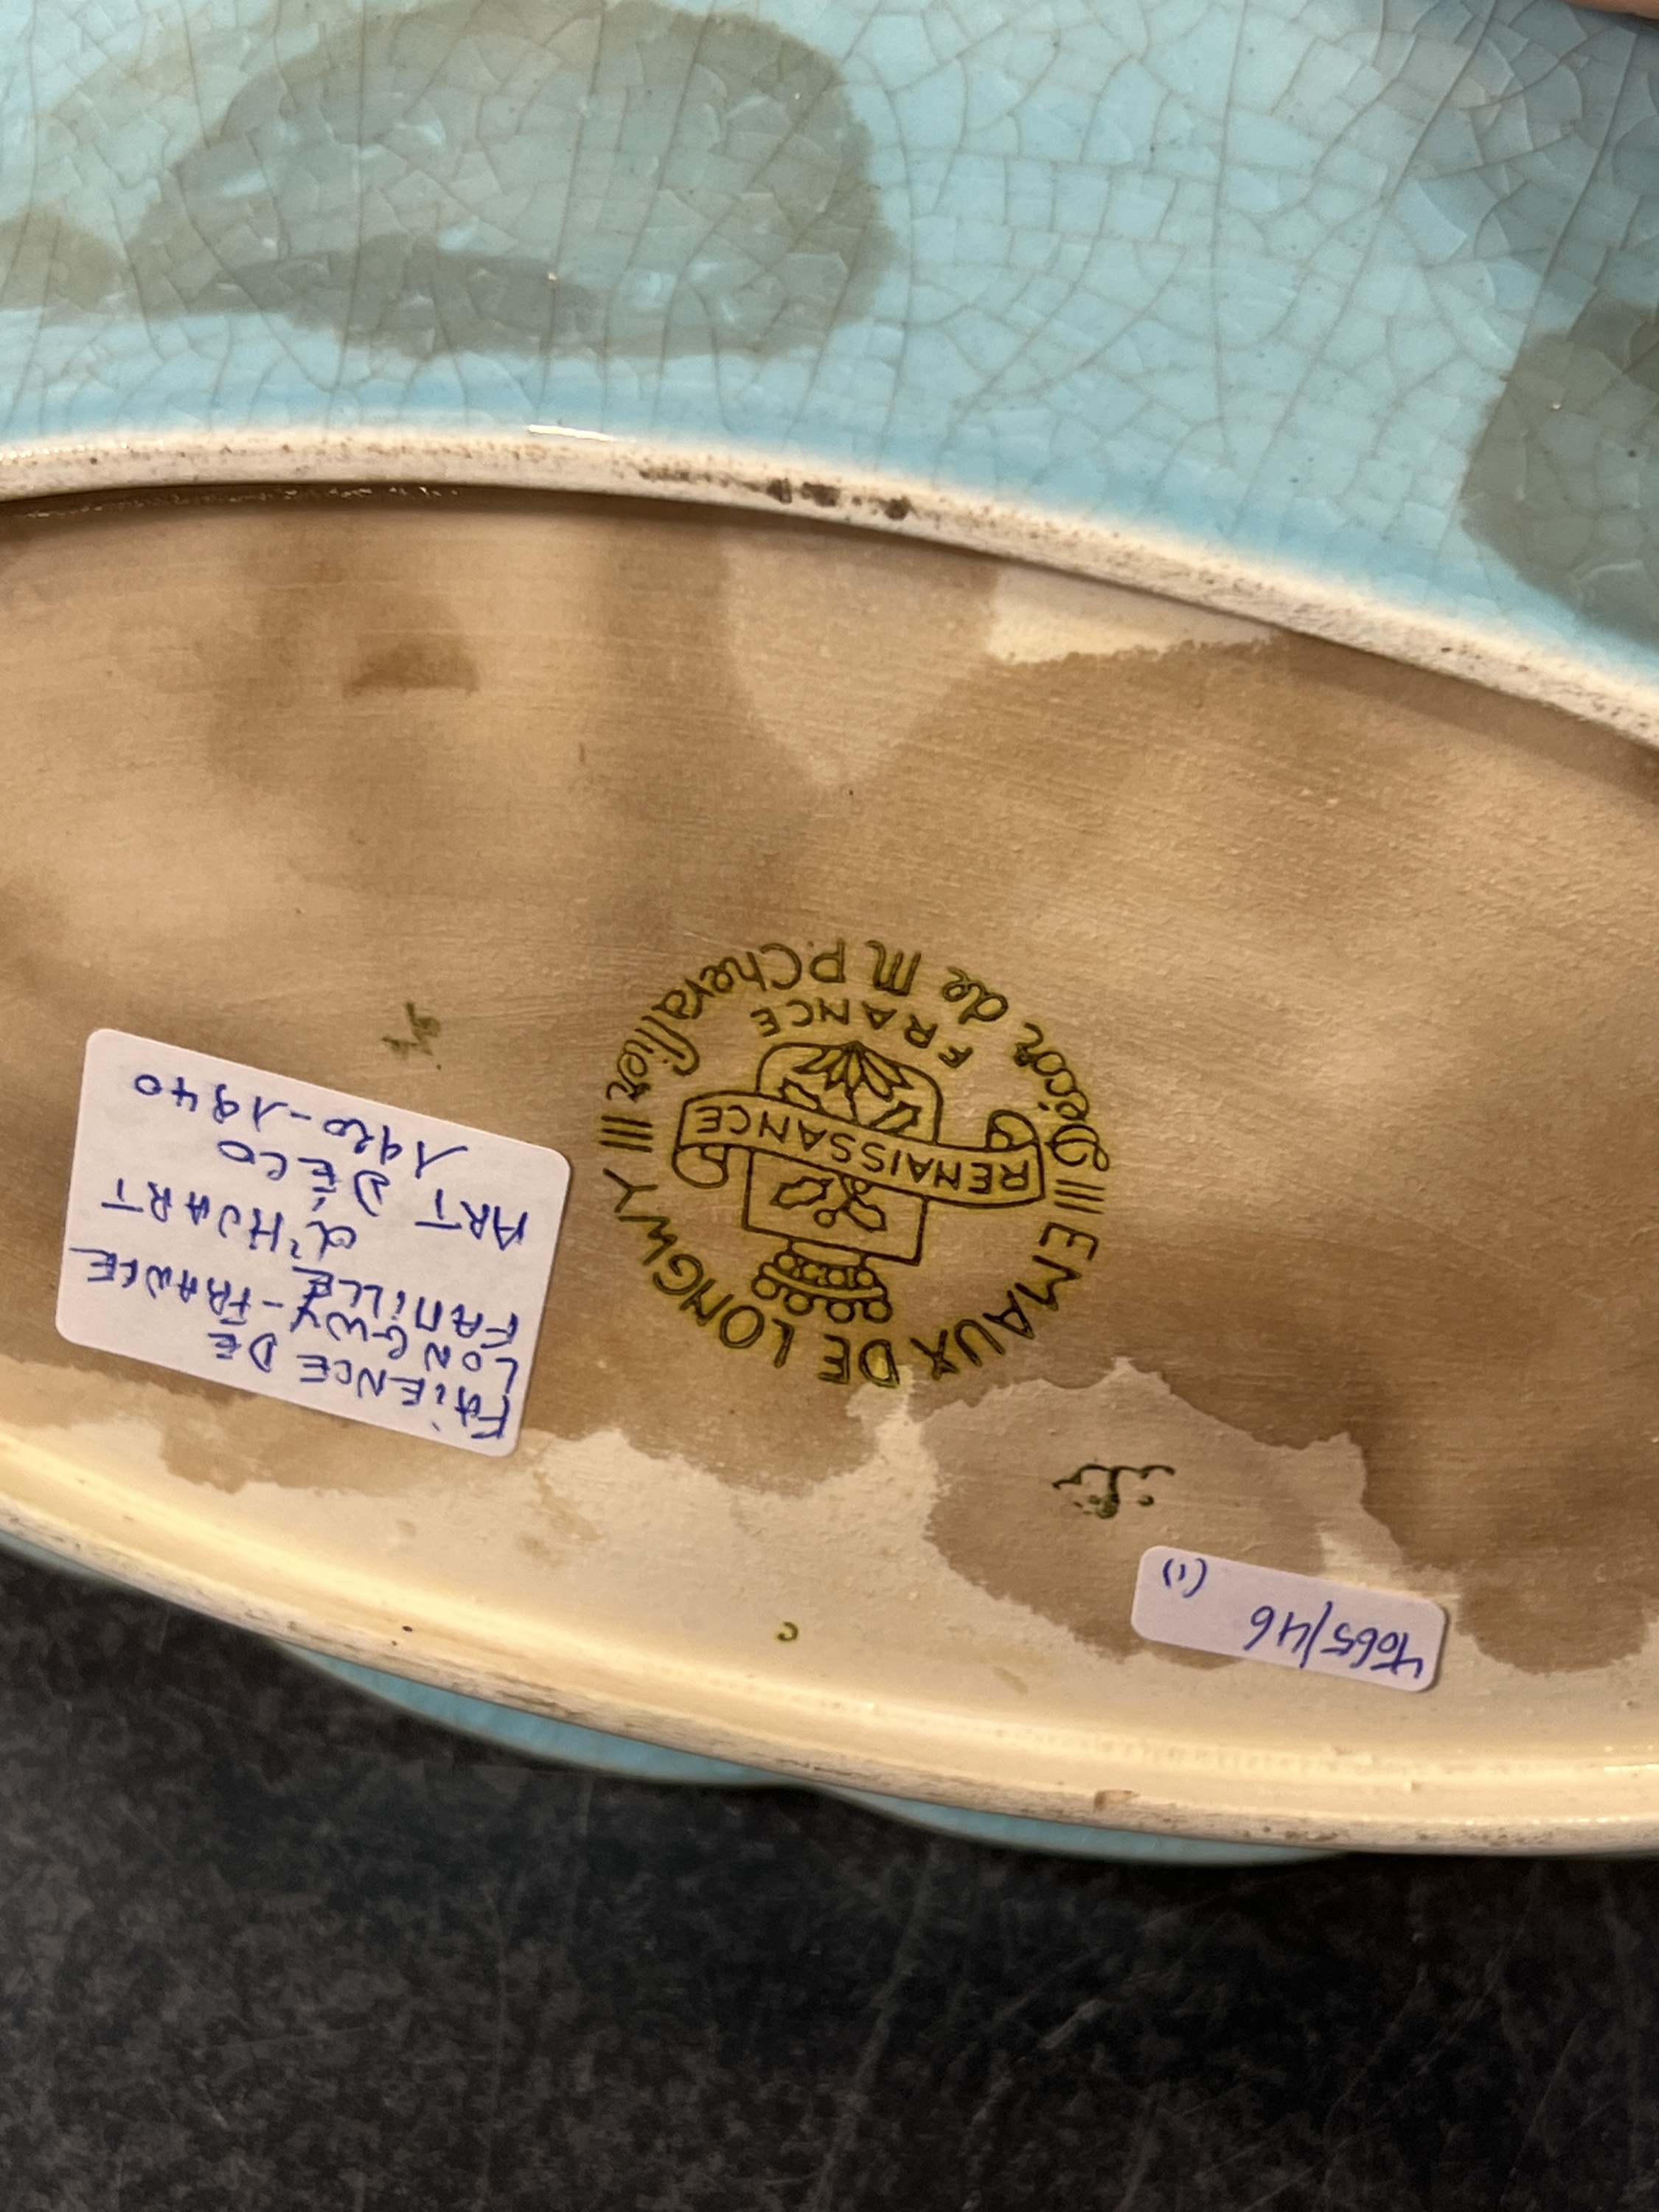 EMAUX DE LONGWY
RENAISSANCE
FRANCE
Décor de M P. Chevallier
FAÏENCE DE
LONGWY-FRANCE
FAMILLE
d'HUART
ART DÉCO
1920-1940
7065/46
(1)
c